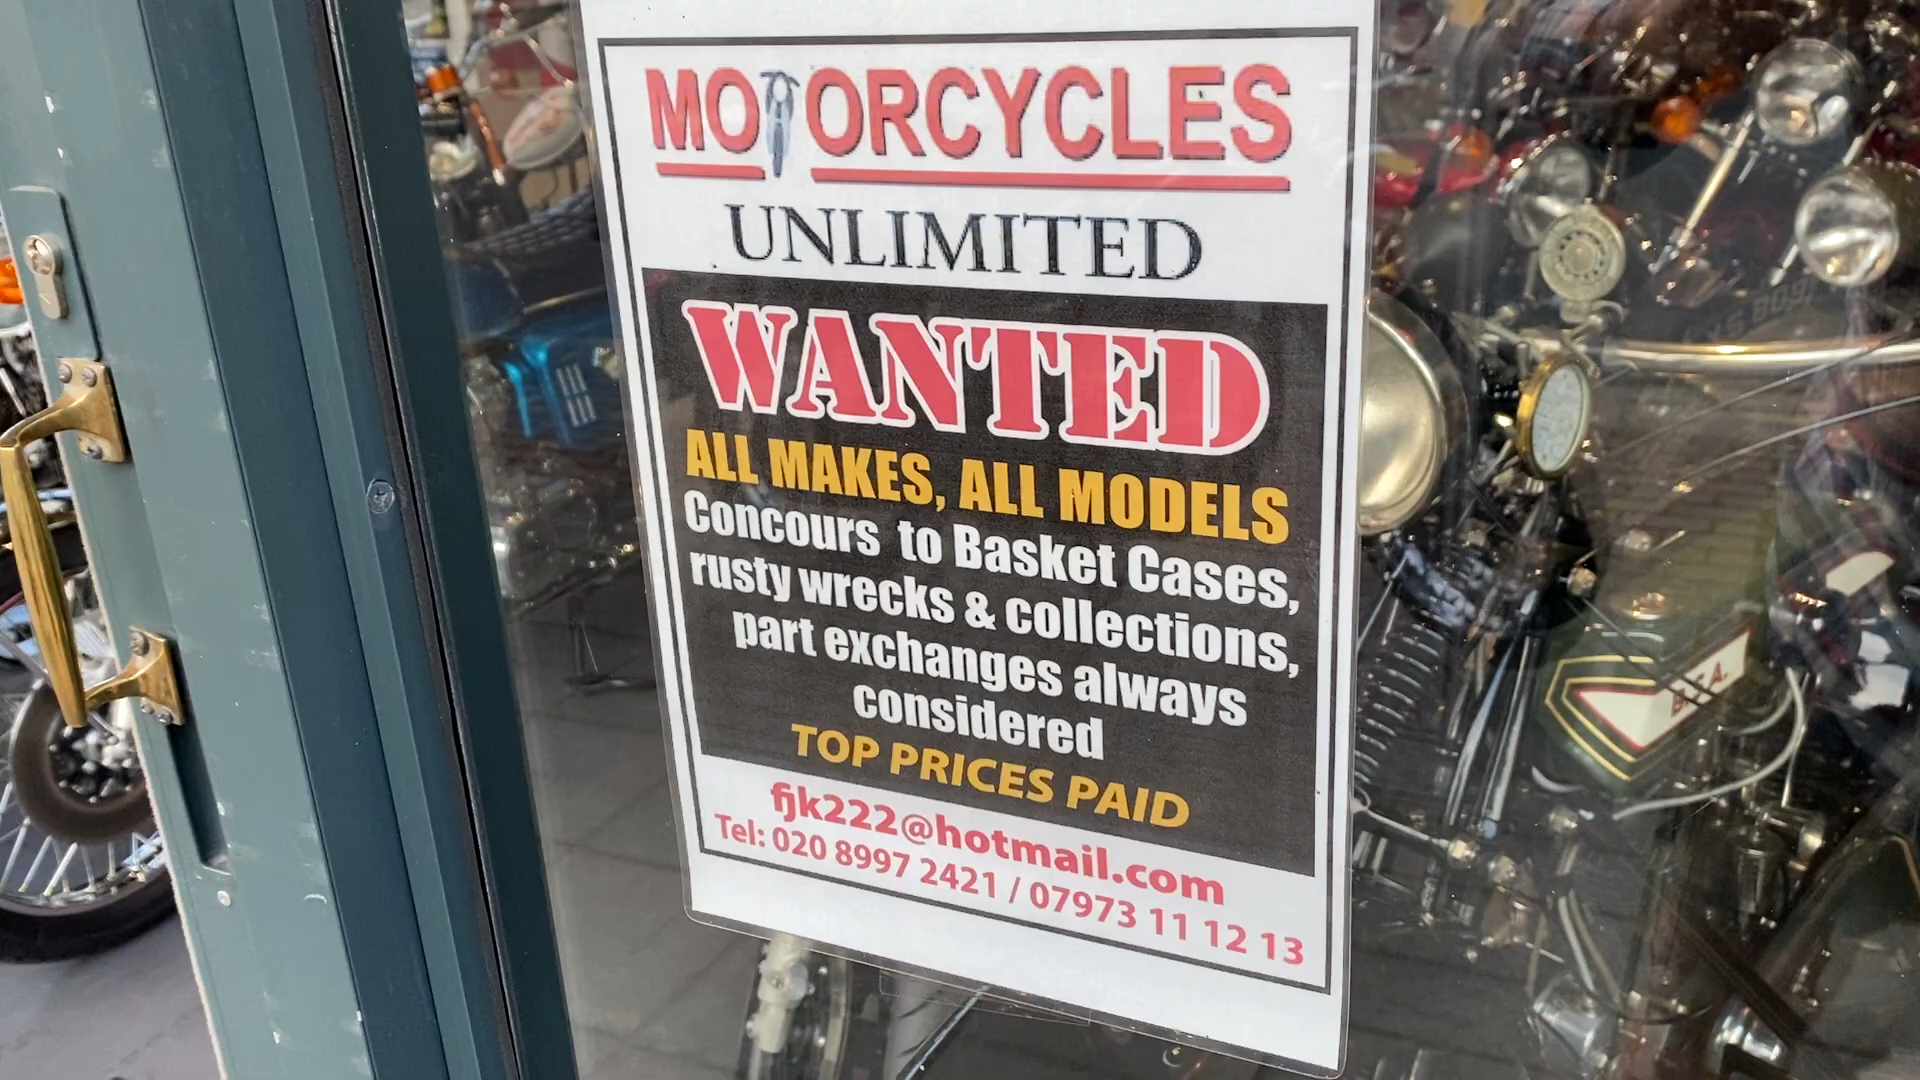 MOTORCYCLES
UNLIMITED
WANTED
ALL MAKES, ALL MODELS
Concours to Basket Cases,
rusty wrecks & collections,
part exchanges always
considered
TOP PRICES PAID
fjk222@hotmail.com
Tel: 020 8997 2421 / 07973 11 12 13
B.S.A.